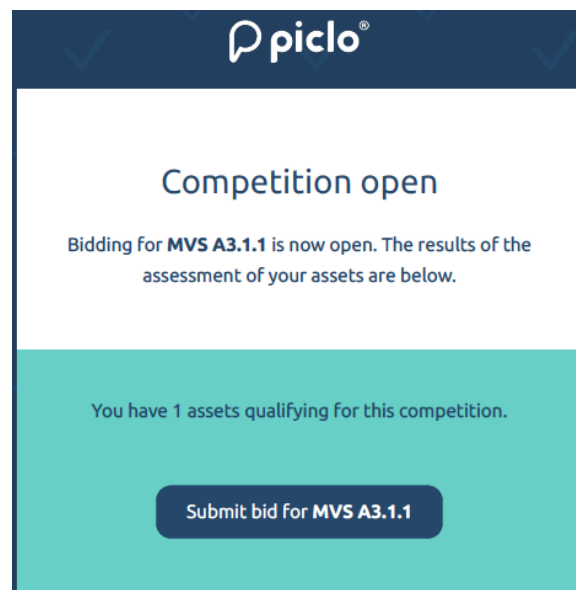 piclo®
Competition open
Bidding for MVS A3.1.1 is now open. The results of the
assessment of your assets are below.
You have 1 assets qualifying for this competition.
Submit bid for MVS A3.1.1